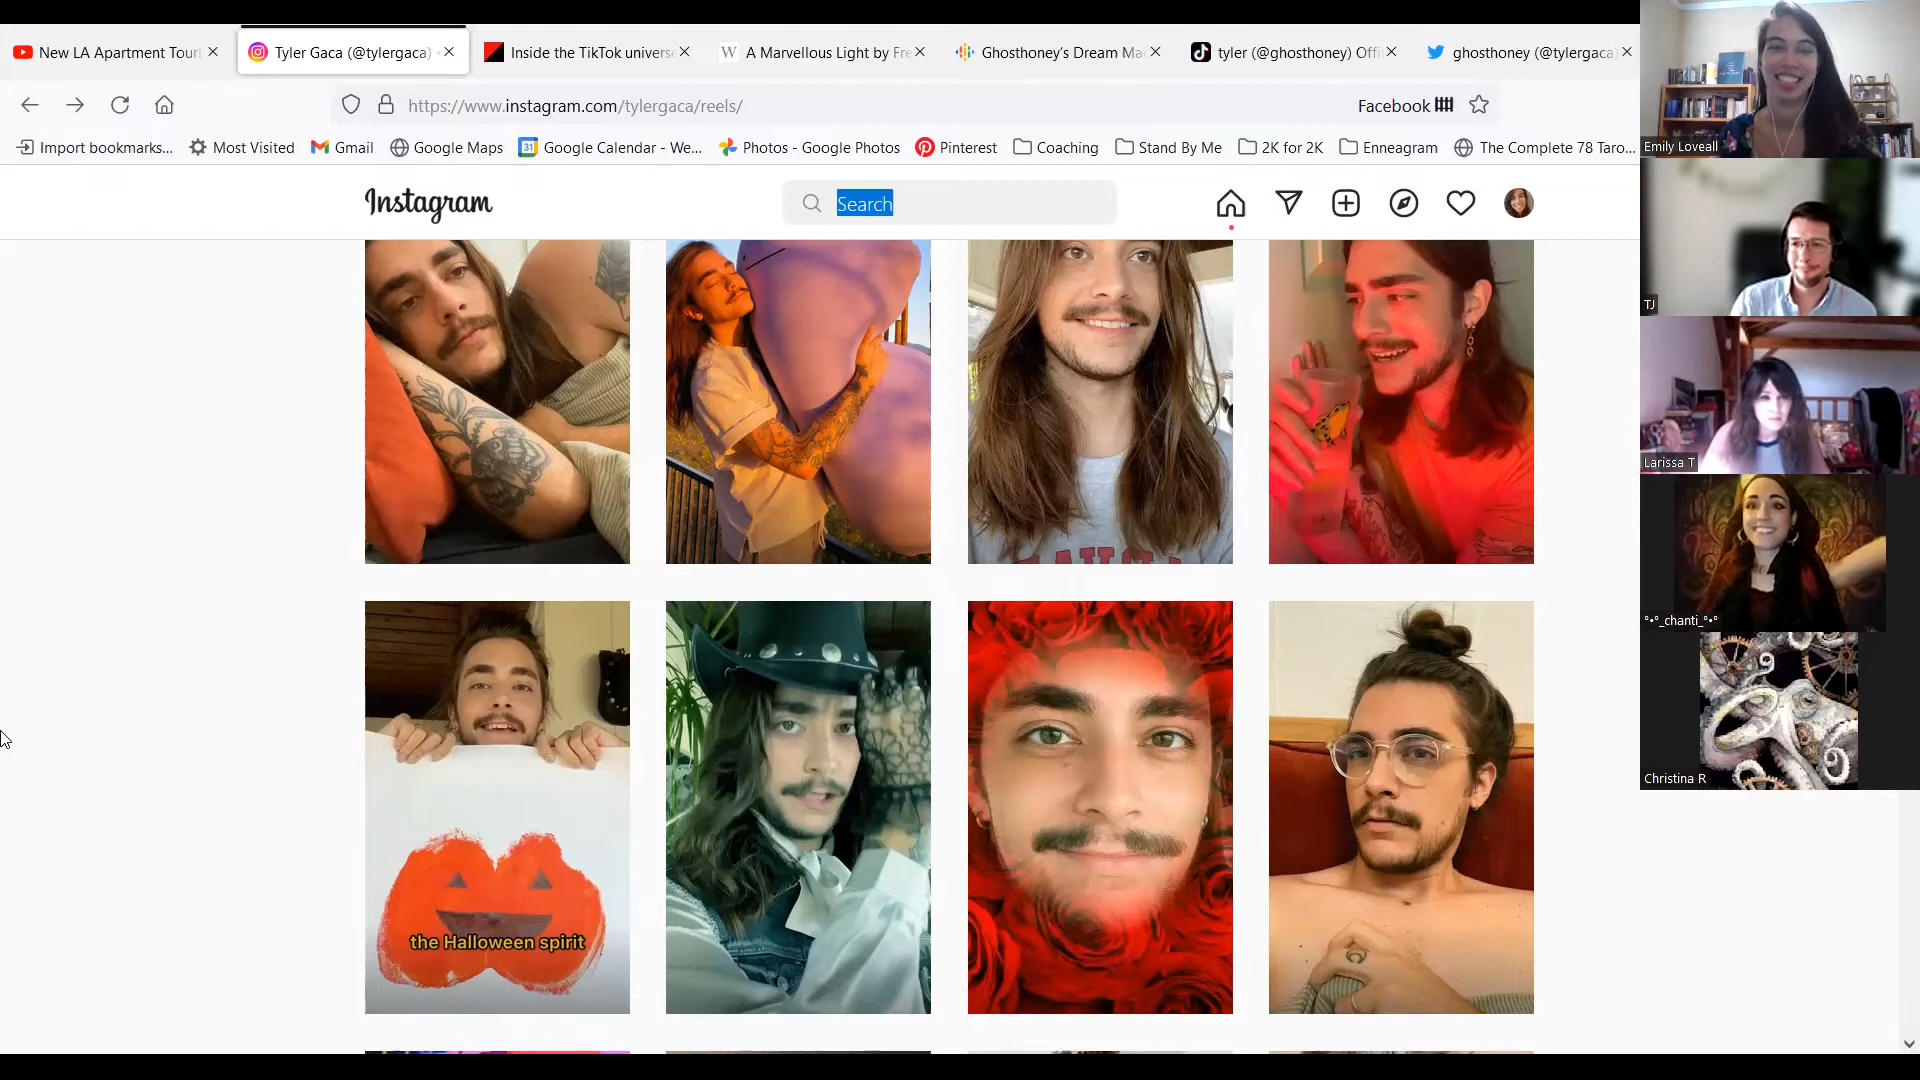 New LA Apartment Tour!
Tyler Gaca (@tylergaca) •
Inside the TikTok universe
A Marvellous Light by Fre
Ghosthoney's Dream Mac
tyler (@ghosthoney) Offi
ghosthoney (@tylergaca)
https://www.instagram.com/tylergaca/reels/
Facebook
Import bookmarks...
Most Visited
Gmail
Google Maps
31
Google Calendar - We...
Photos - Google Photos
Pinterest
Coaching
Stand By Me
2K for 2K
Enneagram
The Complete 78 Taro...
Instagram
Search
the Halloween spirit
Emily Loveall
TJ
Larissa T
°•°_chanti_°•°
Christina R